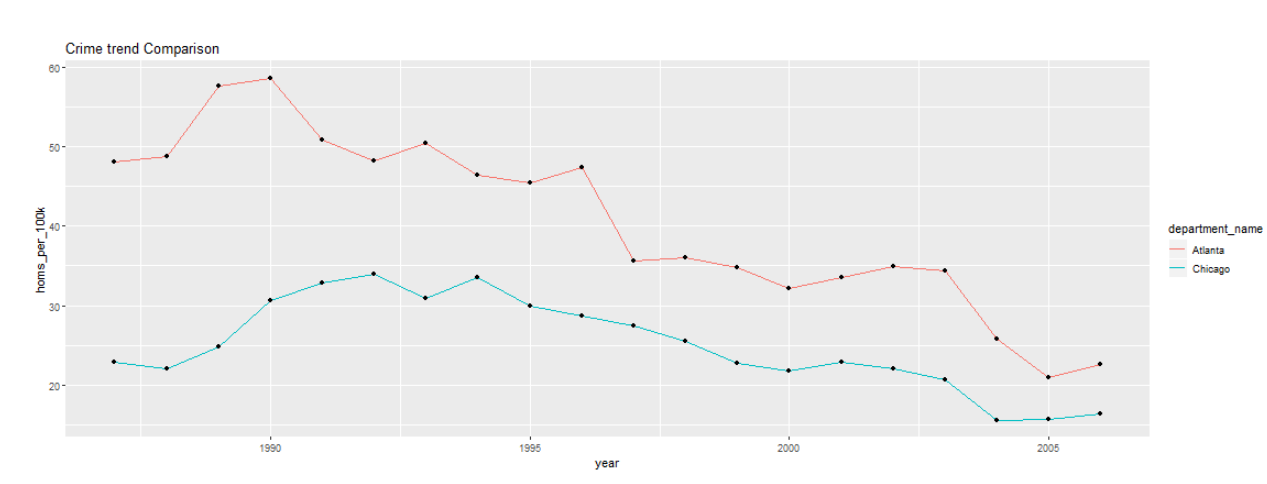 Crime trend Comparison
60
50
40
30
20
homs_per_100k
1990
1995
2000
2005
year
department_name
Atlanta
Chicago